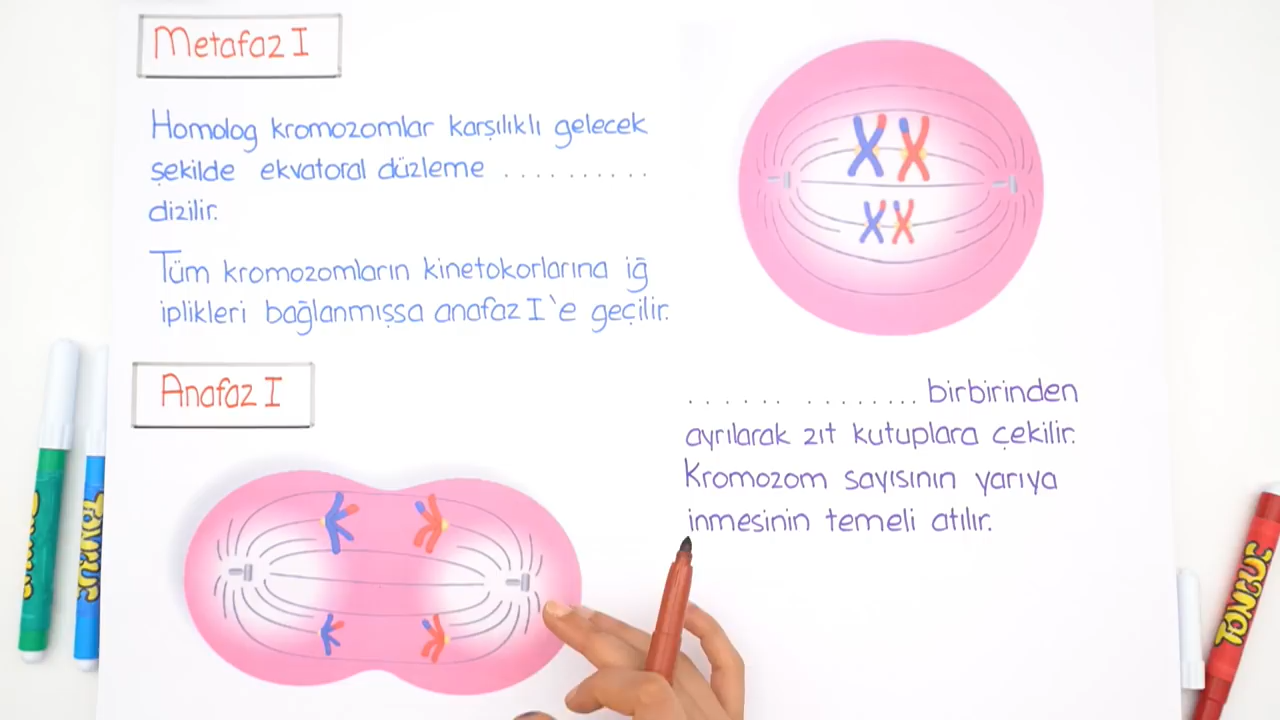 Metafaz I
Homolog kromozomlar karşılıklı gelecek
şekilde ekvatoral düzleme ..........
dizilir.
Tüm kromozomların kinetokorlarına iğ
iplikleri bağlanmışsa anafaz I'e geçilir.
Anafaz I
...... ........ birbirinden
ayrılarak zıt kutuplara çekilir.
Kromozom sayısının yarıya
inmesinin temeli atılır.
TONKUŞ